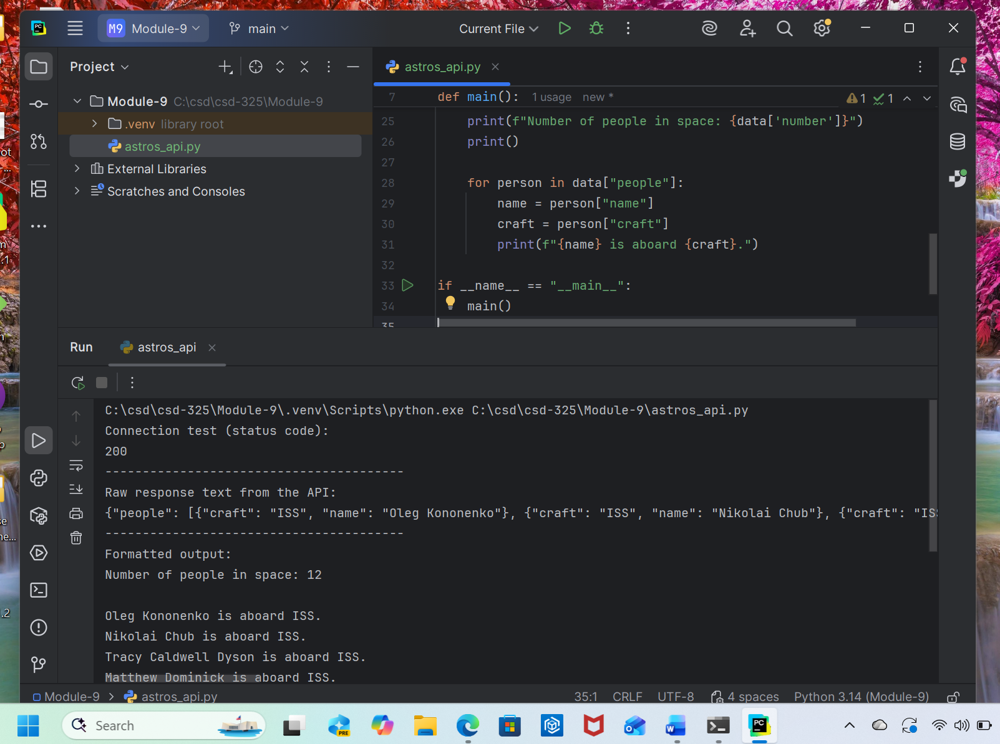 PC M9 Module-9 main Current File
Project
astros_api.py
7 def main(): 1 usage new *
1 1
Module-9 C:\csd\csd-325\Module-9
.venv library root
astros_api.py
External Libraries
Scratches and Consoles
25 print(f"Number of people in space: {data['number']}")
26 print()
27
28 for person in data["people"]:
29 name = person["name"]
30 craft = person["craft"]
31 print(f"{name} is aboard {craft}.")
32
33 if __name__ == "__main__":
34 main()
35
Run astros_api
C:\csd\csd-325\Module-9\.venv\Scripts\python.exe C:\csd\csd-325\Module-9\astros_api.py
Connection test (status code):
200
----------------------------------------
Raw response text from the API:
{"people": [{"craft": "ISS", "name": "Oleg Kononenko"}, {"craft": "ISS", "name": "Nikolai Chub"}, {"craft": "IS
----------------------------------------
Formatted output:
Number of people in space: 12
Oleg Kononenko is aboard ISS.
Nikolai Chub is aboard ISS.
Tracy Caldwell Dyson is aboard ISS.
Matthew Dominick is aboard ISS.
Module-9 astros_api.py 35:1 CRLF UTF-8 4 spaces Python 3.14 (Module-9)
Search PRE PC